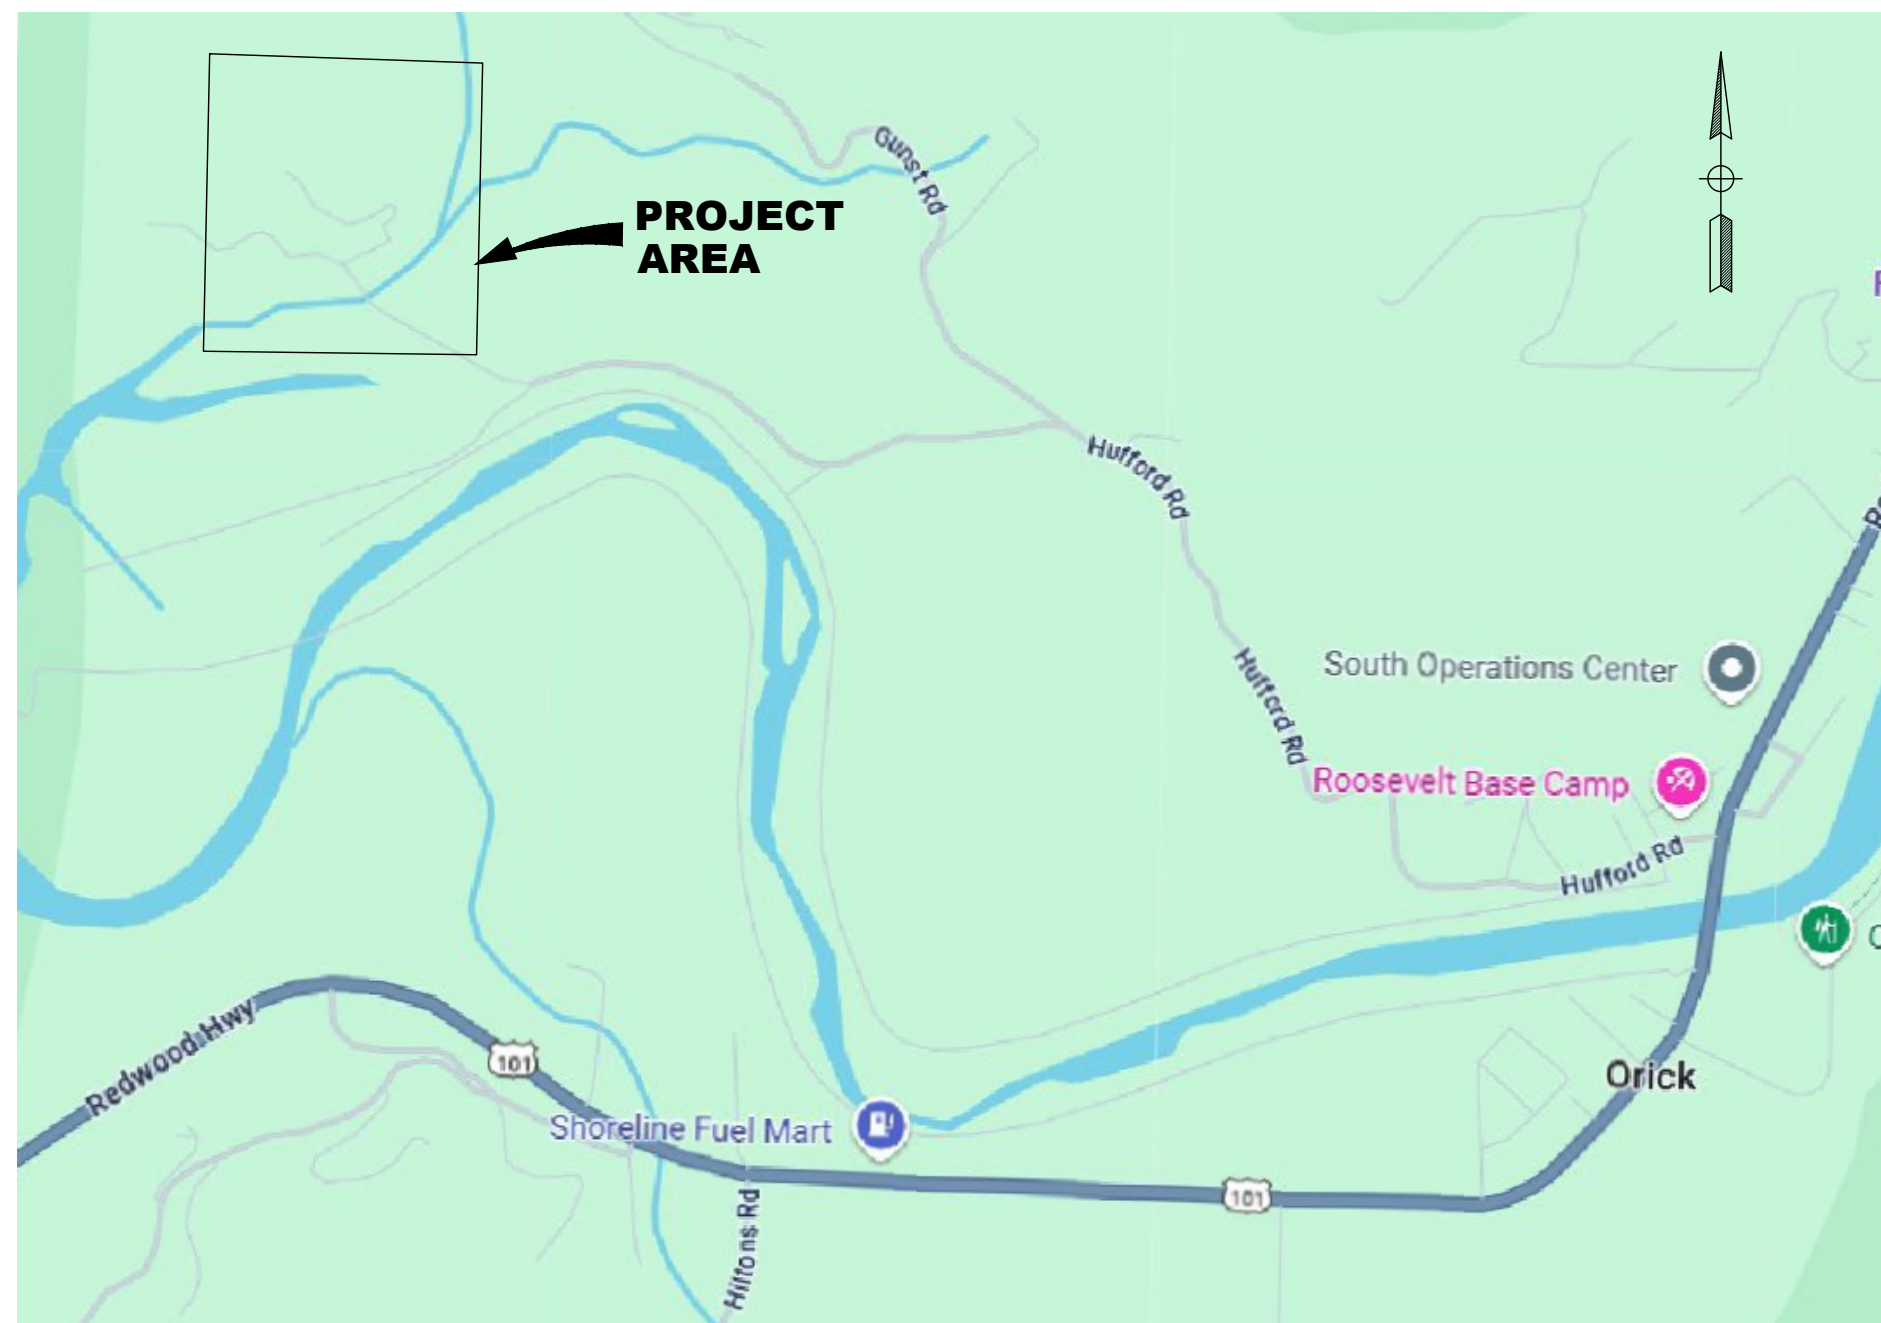 Gunst Rd
PROJECT
AREA
Hufford Rd
Hufford Rd
South Operations Center
Roosevelt Base Camp
Hufford Rd
Redwood Hwy
101
Orick
Shoreline Fuel Mart
101
Hiltons Rd